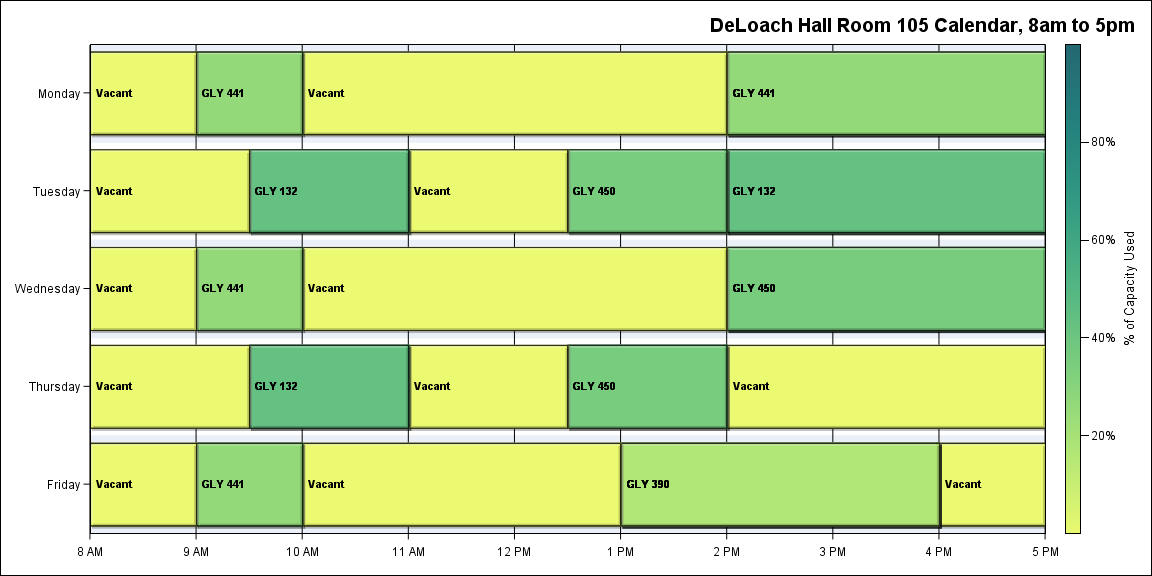 DeLoach Hall Room 105 Calendar, 8am to 5pm
Monday
Vacant
GLY 441
Vacant
GLY 441
Tuesday
Vacant
GLY 132
Vacant
GLY 450
GLY 132
Wednesday
Vacant
GLY 441
Vacant
GLY 450
Thursday
Vacant
GLY 132
Vacant
GLY 450
Vacant
Friday
Vacant
GLY 441
Vacant
GLY 390
Vacant
8 AM
9 AM
10 AM
11 AM
12 PM
1 PM
2 PM
3 PM
4 PM
5 PM
80%
60%
40%
20%
% of Capacity Used